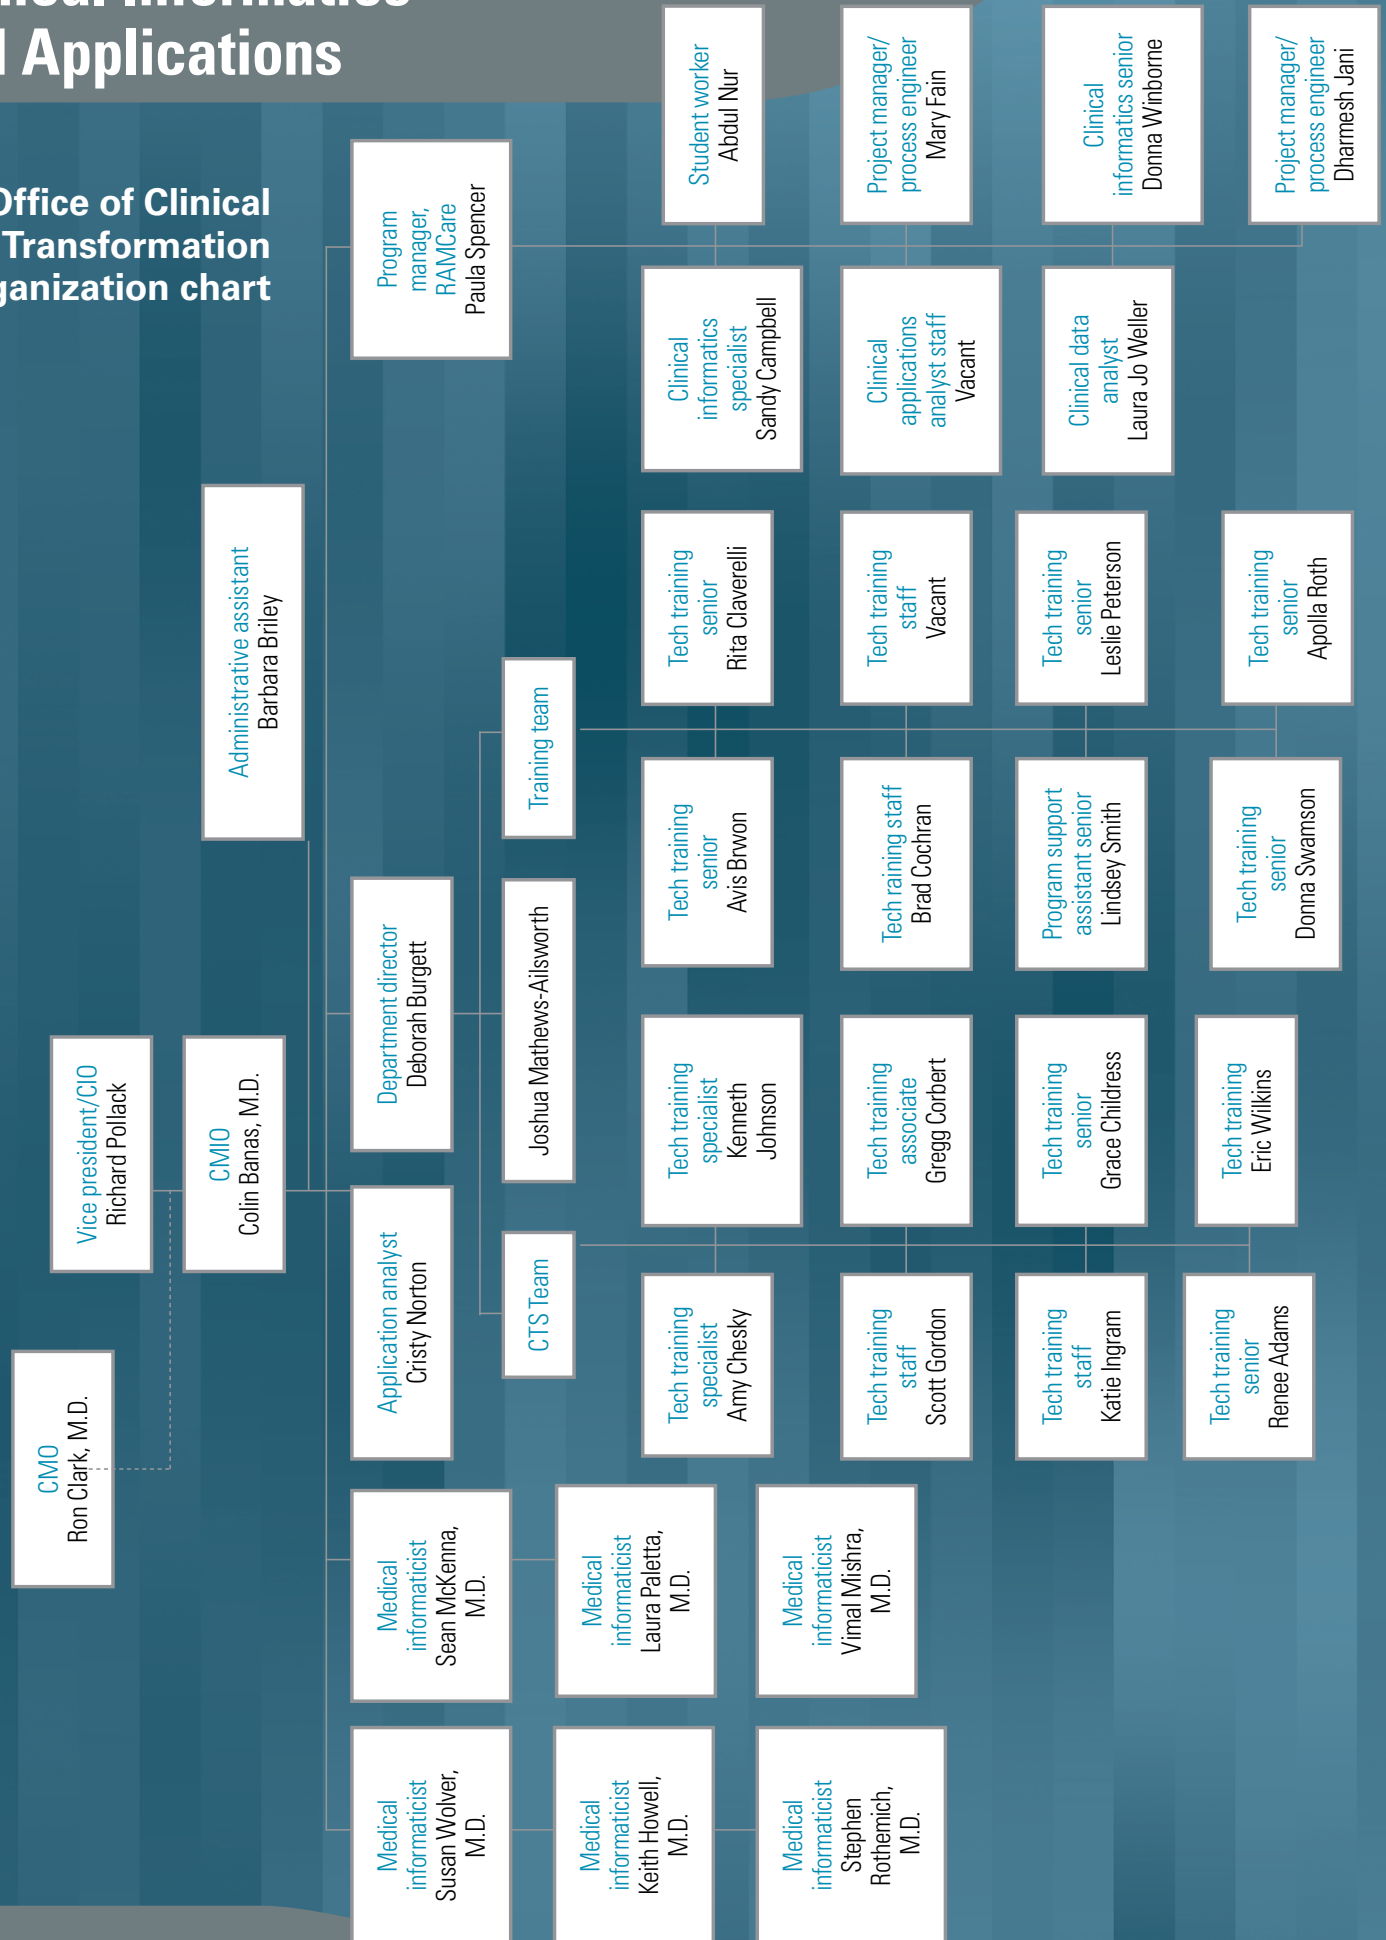 nical Informatics
l Applications
Office of Clinical
Transformation
ganization chart
CMO
Ron Clark, M.D.
Vice president/CIO
Richard Pollack
CMIO
Colin Banas, M.D.
Administrative assistant
Barbara Briley
Medical
informaticist
Susan Wolver,
M.D.
Medical
informaticist
Sean McKenna,
M.D.
Application analyst
Cristy Norton
Department director
Deborah Burgett
Program
manager,
RAMCare
Paula Spencer
CTS Team
Joshua Mathews-Ailsworth
Training team
Medical
informaticist
Keith Howell,
M.D.
Medical
informaticist
Laura Paletta,
M.D.
Medical
informaticist
Stephen
Rothemich,
M.D.
Medical
informaticist
Vimal Mishra,
M.D.
Tech training
specialist
Amy Chesky
Tech training
specialist
Kenneth
Johnson
Tech training
senior
Avis Brwon
Tech training
senior
Rita Claverelli
Clinical
informatics
specialist
Sandy Campbell
Student worker
Abdul Nur
Tech training
staff
Scott Gordon
Tech training
associate
Gregg Corbert
Tech raining staff
Brad Cochran
Tech training
staff
Vacant
Clinical
applications
analyst staff
Vacant
Project manager/
process engineer
Mary Fain
Tech training
staff
Katie Ingram
Tech training
senior
Grace Childress
Program support
assistant senior
Lindsey Smith
Tech training
senior
Leslie Peterson
Clinical data
analyst
Laura Jo Weller
Clinical
informatics senior
Donna Winborne
Tech training
senior
Renee Adams
Tech training
Eric Wilkins
Tech training
senior
Donna Swamson
Tech training
senior
Apolla Roth
Project manager/
process engineer
Dharmesh Jani